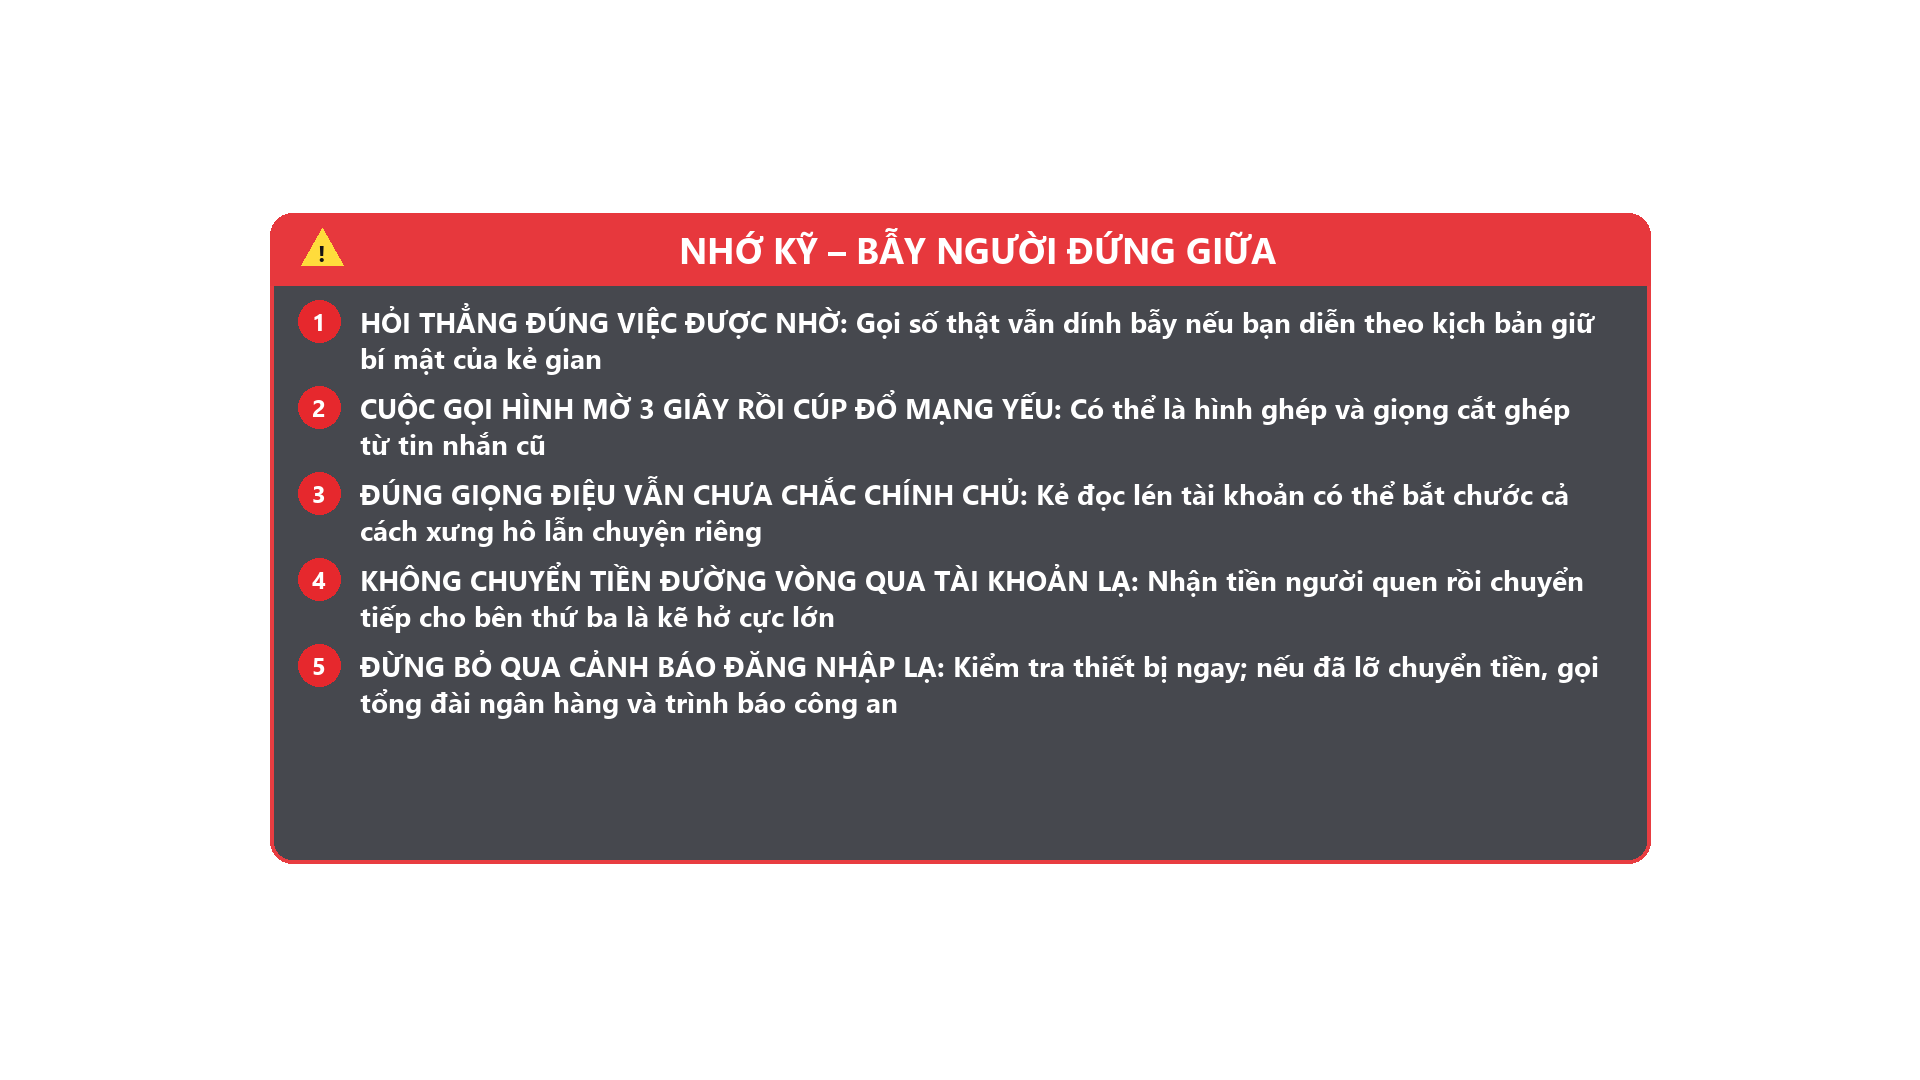 NHỚ KỸ – BẪY NGƯỜI ĐỨNG GIỮA
1 HỎI THẲNG ĐÚNG VIỆC ĐƯỢC NHỜ: Gọi số thật vẫn dính bẫy nếu bạn diễn theo kịch bản giữ
bí mật của kẻ gian
2 CUỘC GỌI HÌNH MỜ 3 GIÂY RỒI CÚP ĐỔ MẠNG YẾU: Có thể là hình ghép và giọng cắt ghép
từ tin nhắn cũ
3 ĐÚNG GIỌNG ĐIỆU VẪN CHƯA CHẮC CHÍNH CHỦ: Kẻ đọc lén tài khoản có thể bắt chước cả
cách xưng hô lẫn chuyện riêng
4 KHÔNG CHUYỂN TIỀN ĐƯỜNG VÒNG QUA TÀI KHOẢN LẠ: Nhận tiền người quen rồi chuyển
tiếp cho bên thứ ba là kẽ hở cực lớn
5 ĐỪNG BỎ QUA CẢNH BÁO ĐĂNG NHẬP LẠ: Kiểm tra thiết bị ngay; nếu đã lỡ chuyển tiền, gọi
tổng đài ngân hàng và trình báo công an